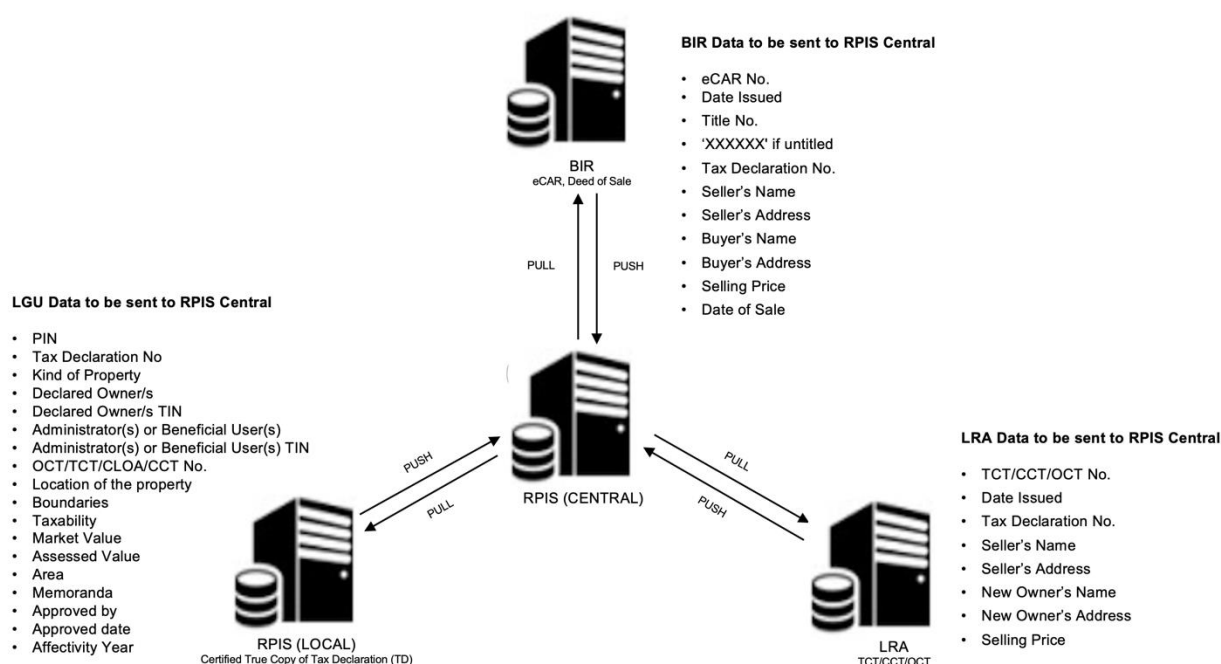 BIR Data to be sent to RPIS Central
• eCAR No.
• Date Issued
• Title No.
• ‘XXXXXX' if untitled
• Tax Declaration No.
• Seller’s Name
• Seller’s Address
• Buyer’s Name
• Buyer’s Address
• Selling Price
• Date of Sale
BIR
eCAR, Deed of Sale
PULL
PUSH
LGU Data to be sent to RPIS Central
• PIN
• Tax Declaration No
• Kind of Property
• Declared Owner/s
• Declared Owner/s TIN
• Administrator(s) or Beneficial User(s)
• Administrator(s) or Beneficial User(s) TIN
• OCT/TCT/CLOA/CCT No.
• Location of the property
• Boundaries
• Taxability
• Market Value
• Assessed Value
• Area
• Memoranda
• Approved by
• Approved date
• Affectivity Year
PUSH
PULL
RPIS (LOCAL)
Certified True Copy of Tax Declaration (TD)
RPIS (CENTRAL)
PULL
PUSH
LRA
TCT/CCT/OCT
LRA Data to be sent to RPIS Central
• TCT/CCT/OCT No.
• Date Issued
• Tax Declaration No.
• Seller’s Name
• Seller’s Address
• New Owner’s Name
• New Owner’s Address
• Selling Price